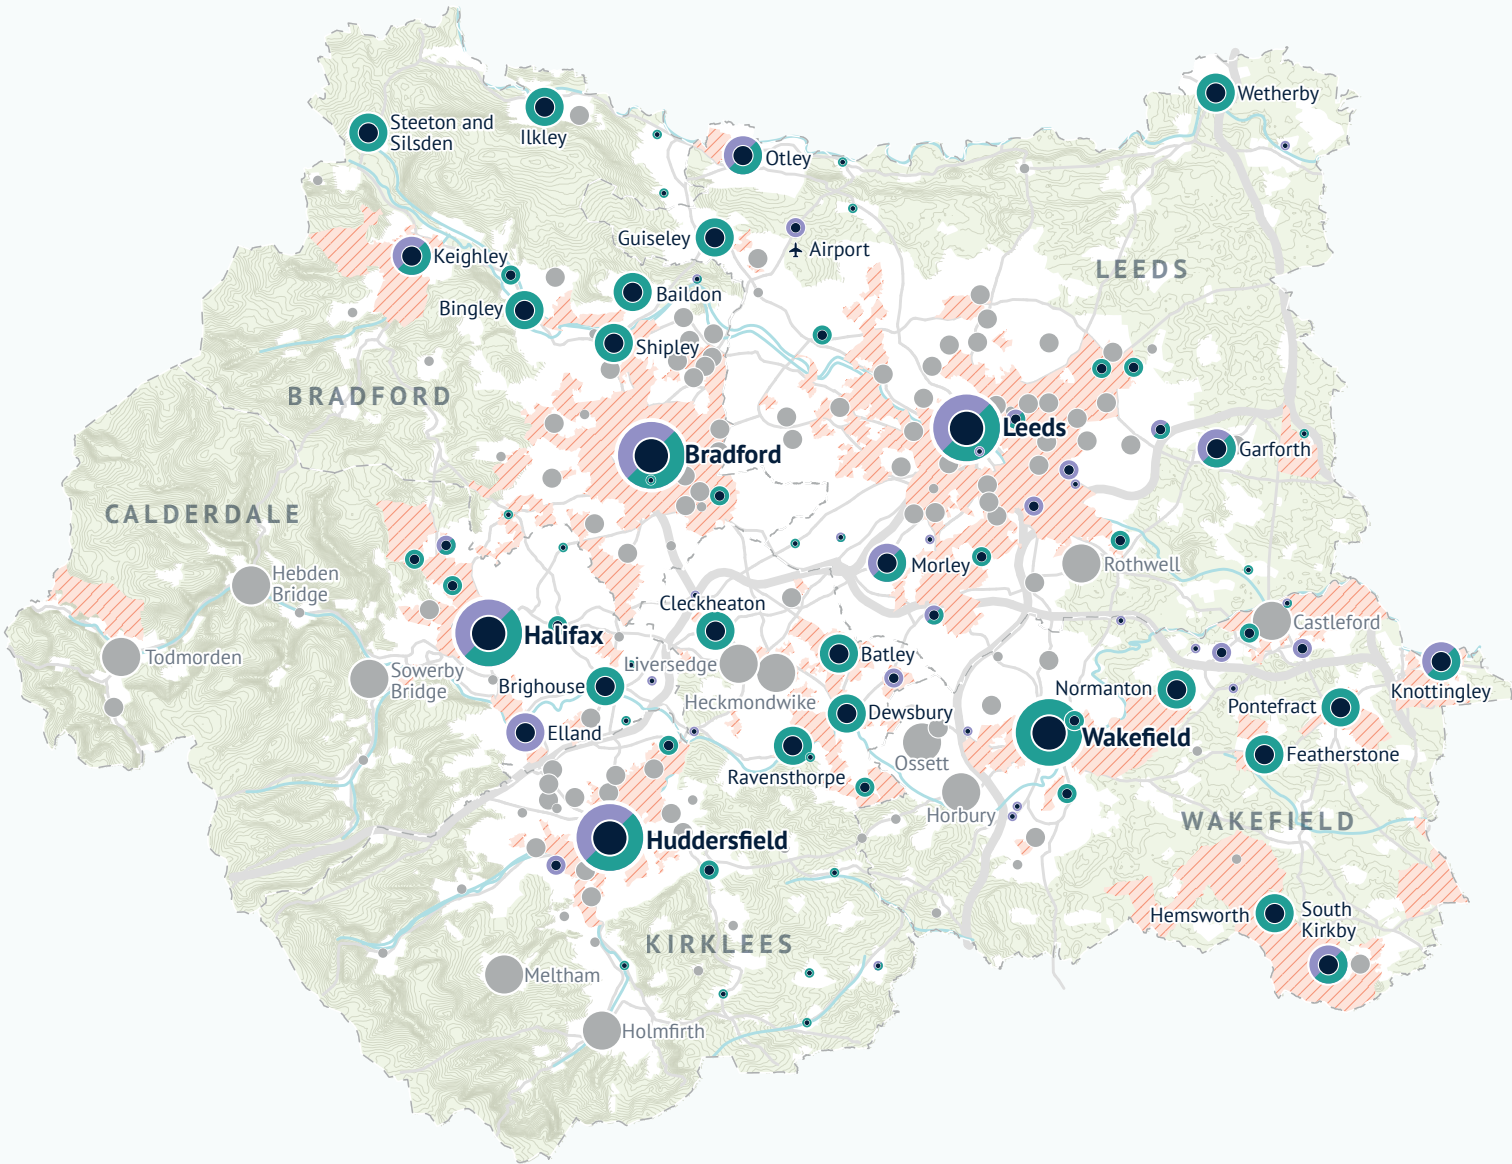 Wetherby
Steeton and
Silsden
Ilkley
Otley
Guiseley
Airport
Keighley
LEEDS
Baildon
Bingley
Shipley
BRADFORD
Leeds
Bradford
Garforth
CALDERDALE
Morley
Rothwell
Hebden
Bridge
Cleckheaton
Castleford
Halifax
Todmorden
Sowerby
Bridge
Liversedge
Batley
Brighouse
Heckmondwike
Normanton
Knottingley
Pontefract
Dewsbury
Elland
Wakefield
Featherstone
Ossett
Ravensthorpe
Horbury
WAKEFIELD
Huddersfield
Hemsworth
South
Kirkby
KIRKLEES
Meltham
Holmfirth